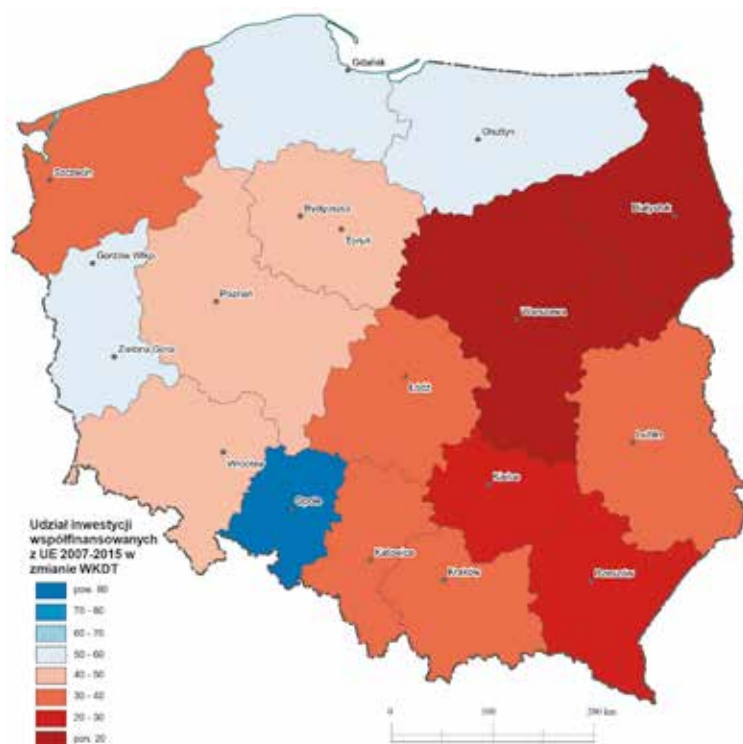 Gdańsk
Olsztyn
Szczecin
Bydgoszcz
Białystok
Toruń
Gorzów Wlkp.
Poznań
Warszawa
Zielona Góra
Łódź
Lublin
Wrocław
Kielce
Opole
Udział inwestycji
współfinansowanych
z UE 2007-2015 w
zmianie WKDT
Katowice
Kraków
Rzeszów
pow. 80
70 - 80
60 - 70
50 - 60
40 - 50
30 - 40
20 - 30
pon. 20
0 100 200 km